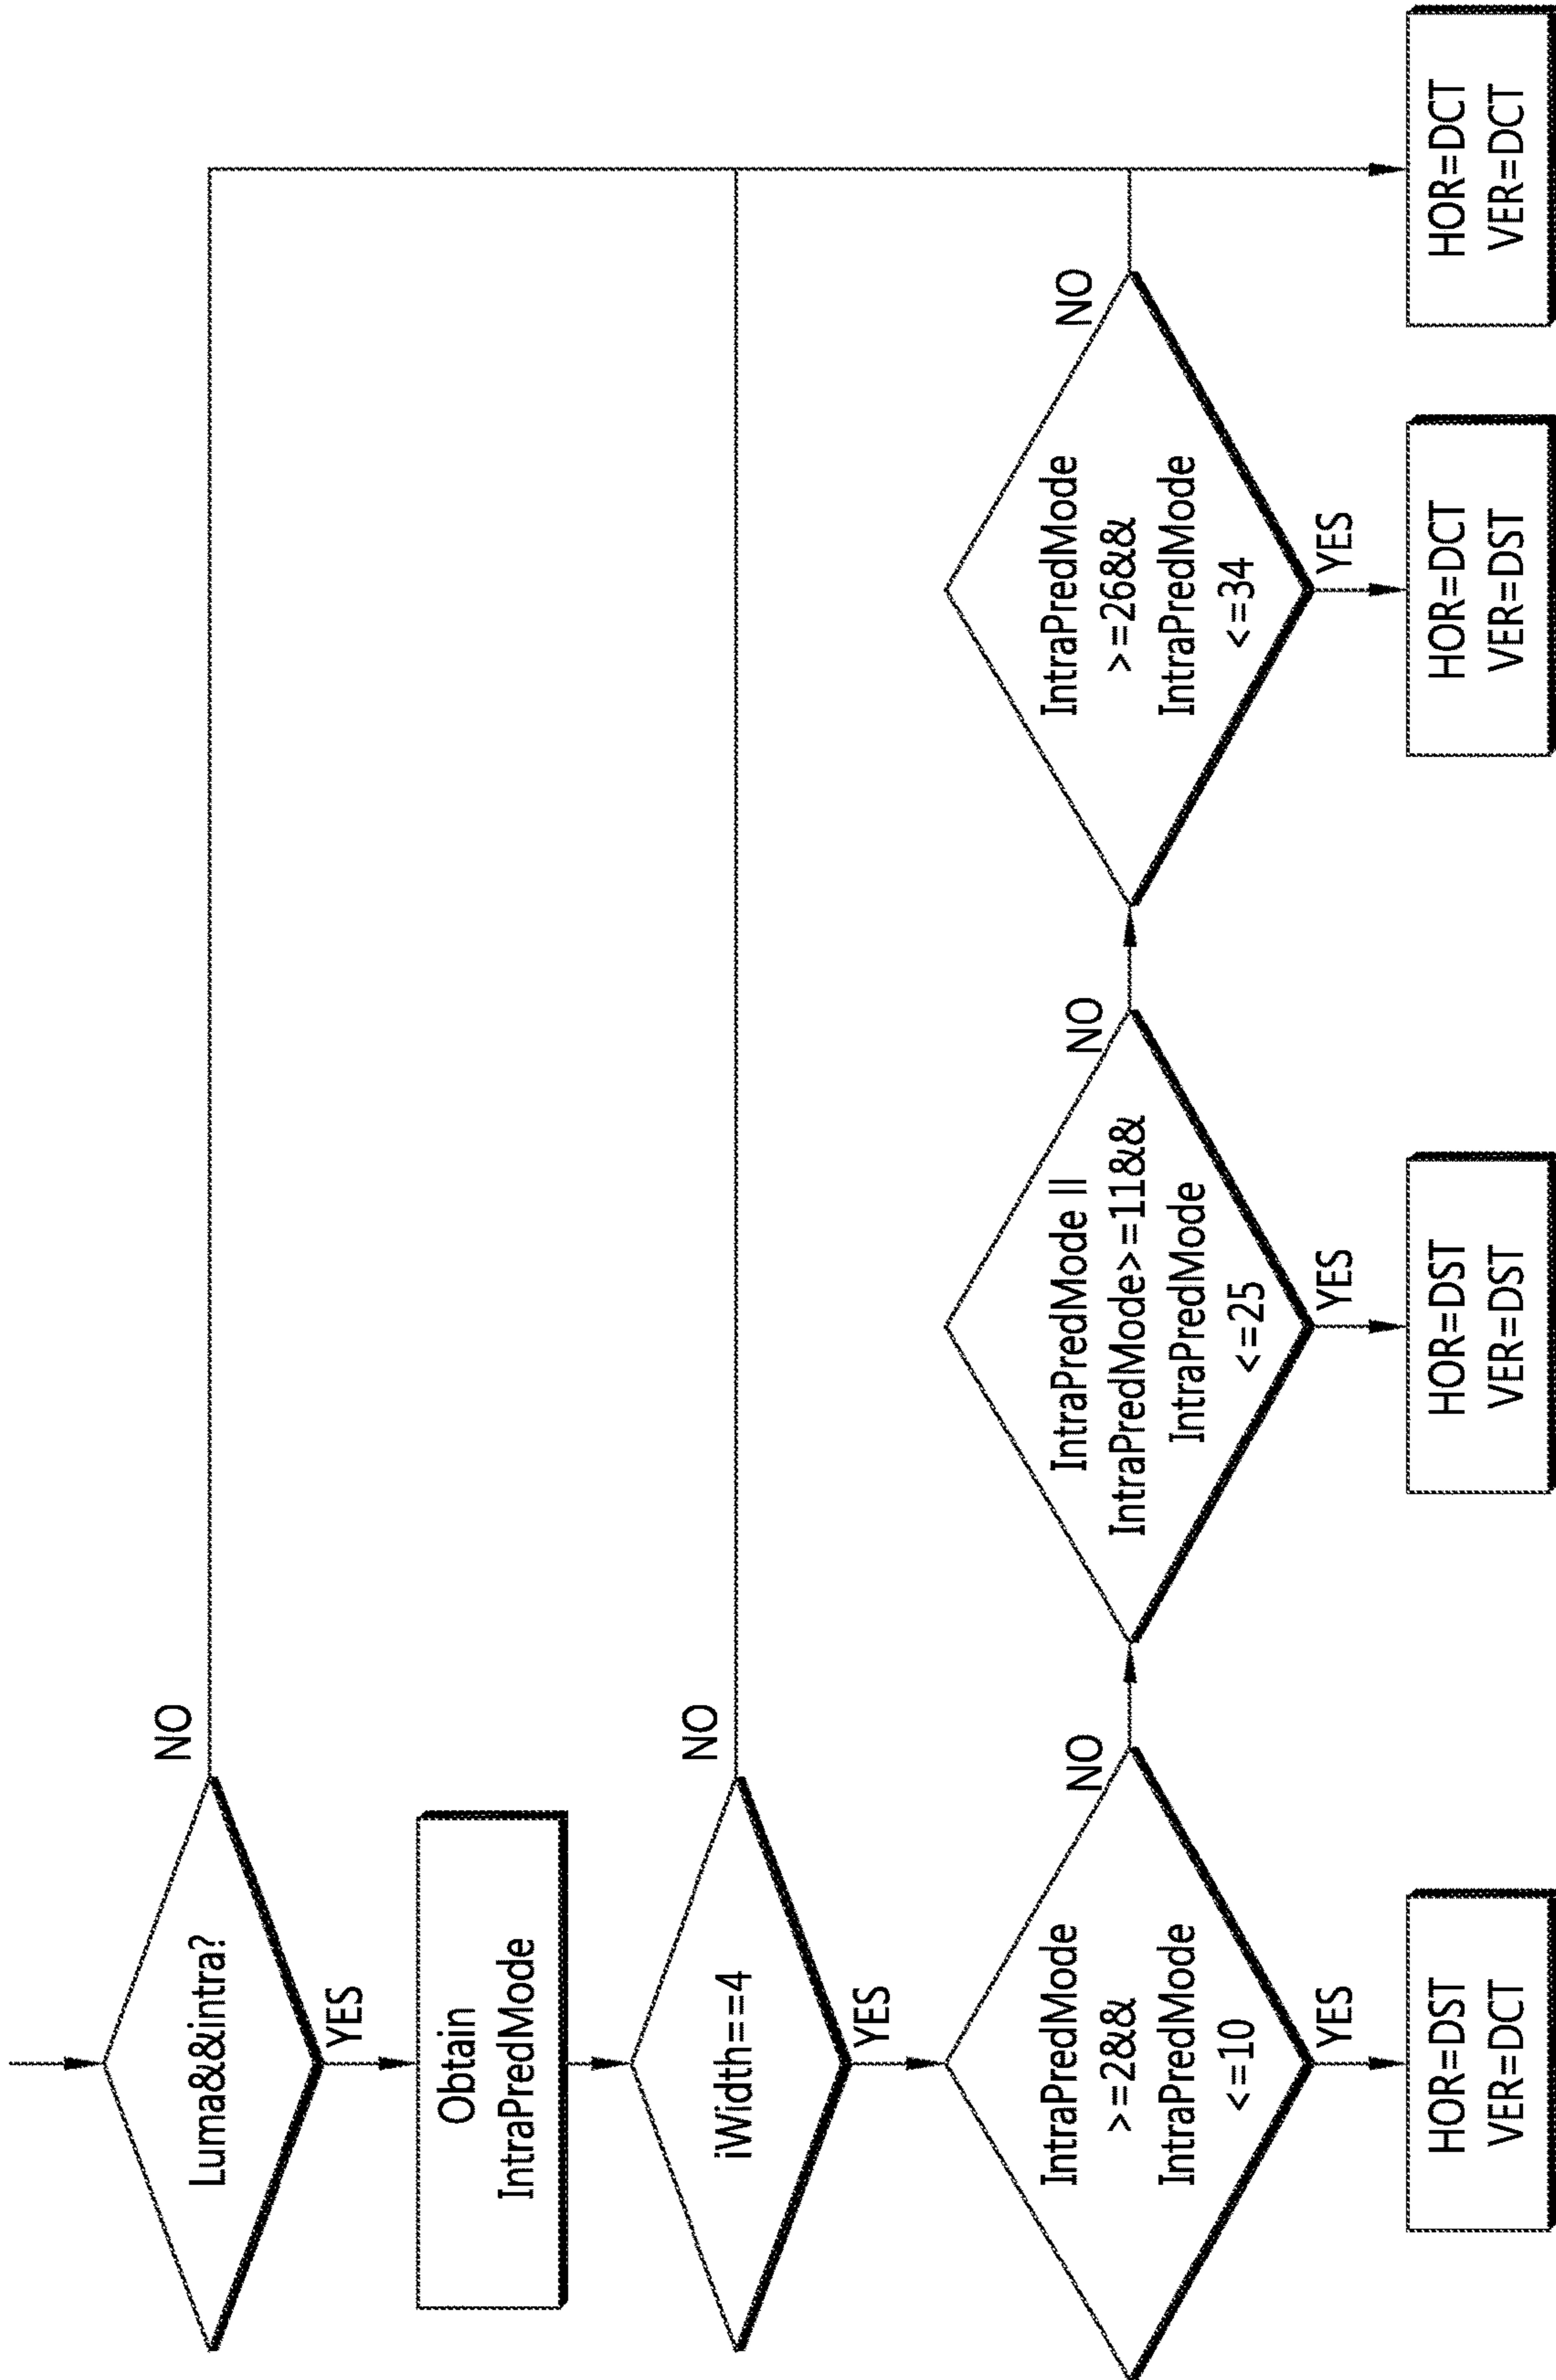 Luma&&intra?
NO
YES
Obtain
IntraPredMode
iWidth==4
NO
YES
IntraPredMode
>=2&&
IntraPredMode
<=10
NO
YES
IntraPredMode ||
IntraPredMode>=11&&
IntraPredMode
<=25
NO
YES
IntraPredMode
>=26&&
IntraPredMode
<=34
NO
YES
HOR=DST
VER=DCT
HOR=DST
VER=DST
HOR=DCT
VER=DST
HOR=DCT
VER=DCT